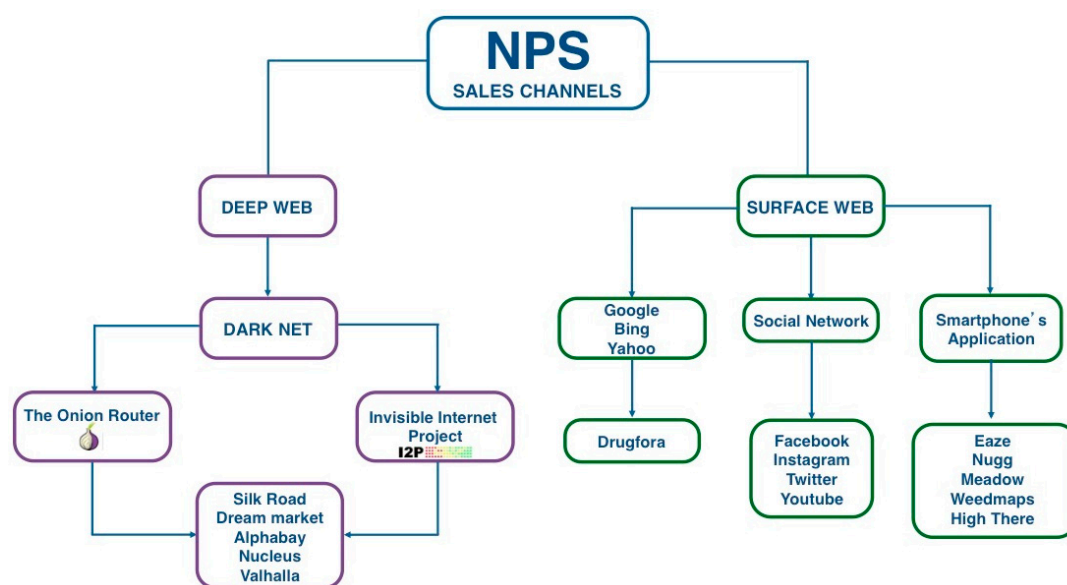 NPS
SALES CHANNELS
DEEP WEB
SURFACE WEB
DARK NET
Google
Bing
Yahoo
Social Network
Smartphone's
Application
The Onion Router
Invisible Internet
Project
I2P
Drugfora
Facebook
Instagram
Twitter
Youtube
Eaze
Nugg
Meadow
Weedmaps
High There
Silk Road
Dream market
Alphabay
Nucleus
Valhalla